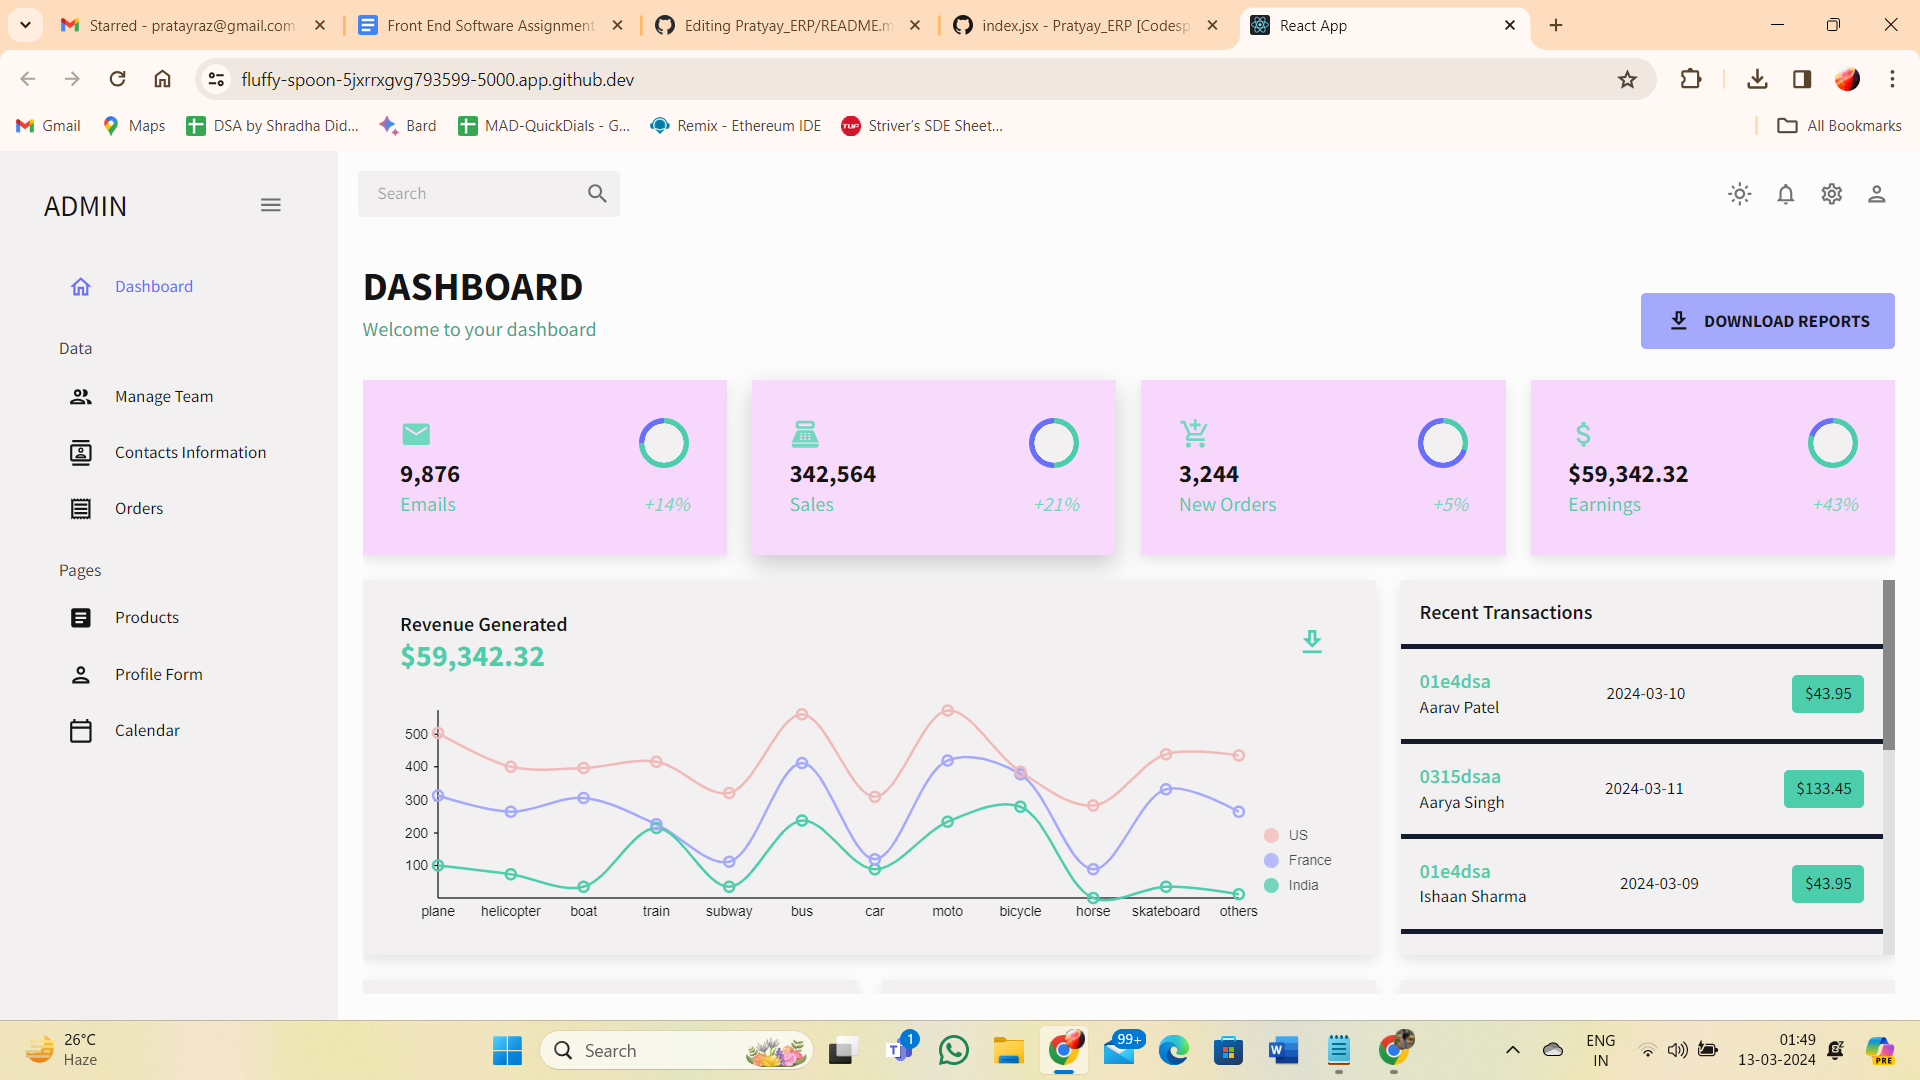 Starred - pratayraz@gmail.com
Front End Software Assignment
Editing Pratyay_ERP/README.m
index.jsx - Pratyay_ERP [Codesp
React App
fluffy-spoon-5jxrrxgvg793599-5000.app.github.dev
Gmail
Maps
DSA by Shradha Did...
Bard
MAD-QuickDials - G...
Remix - Ethereum IDE
TUF
Striver's SDE Sheet...
All Bookmarks
ADMIN
Dashboard
Data
Manage Team
Contacts Information
Orders
Pages
Products
Profile Form
Calendar
Search
DASHBOARD
Welcome to your dashboard
DOWNLOAD REPORTS
9,876
Emails +14%
342,564
Sales +21%
3,244
New Orders +5%
$59,342.32
Earnings +43%
Revenue Generated
$59,342.32
500
400
300
200
100
plane helicopter boat train subway bus car moto bicycle horse skateboard others
US
France
India
Recent Transactions
01e4dsa
Aarav Patel
2024-03-10
$43.95
0315dsaa
Aarya Singh
2024-03-11
$133.45
01e4dsa
Ishaan Sharma
2024-03-09
$43.95
26°C
Haze
Search
1
99+
ENG
IN
01:49
13-03-2024
PRE